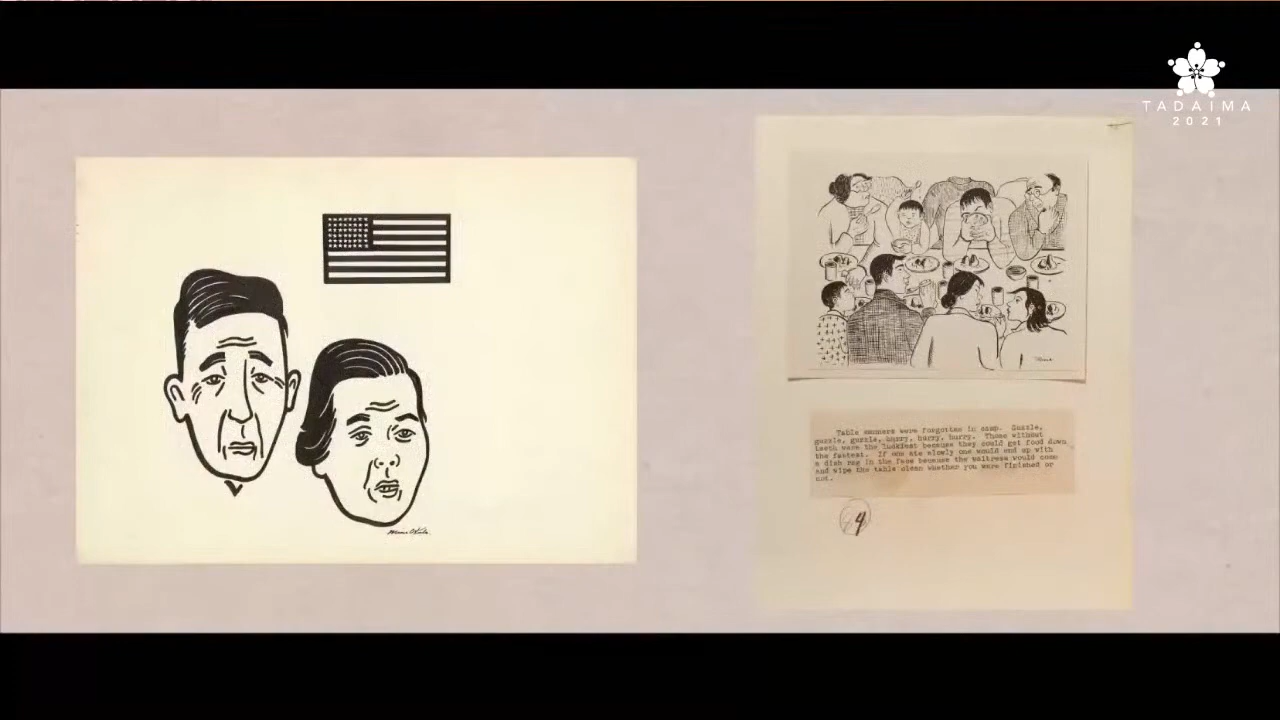 TADAIMA
2021
Miné Okubo.
Table manners were forgotten in camp. Guzzle,
guzzle, guzzle, hurry, hurry, hurry. Those without
teeth were the luckiest because they could get food down
the fastest. If one ate slowly one would end up with
a dish rag in the face because the waitress would come
and wipe the table clean whether you were finished or
not.
4